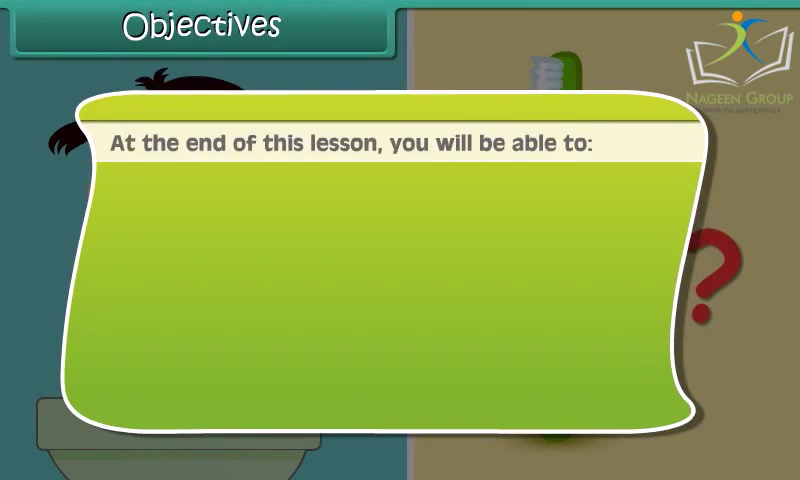 Objectives
NAGEEN GROUP
At the end of this lesson, you will be able to:
?